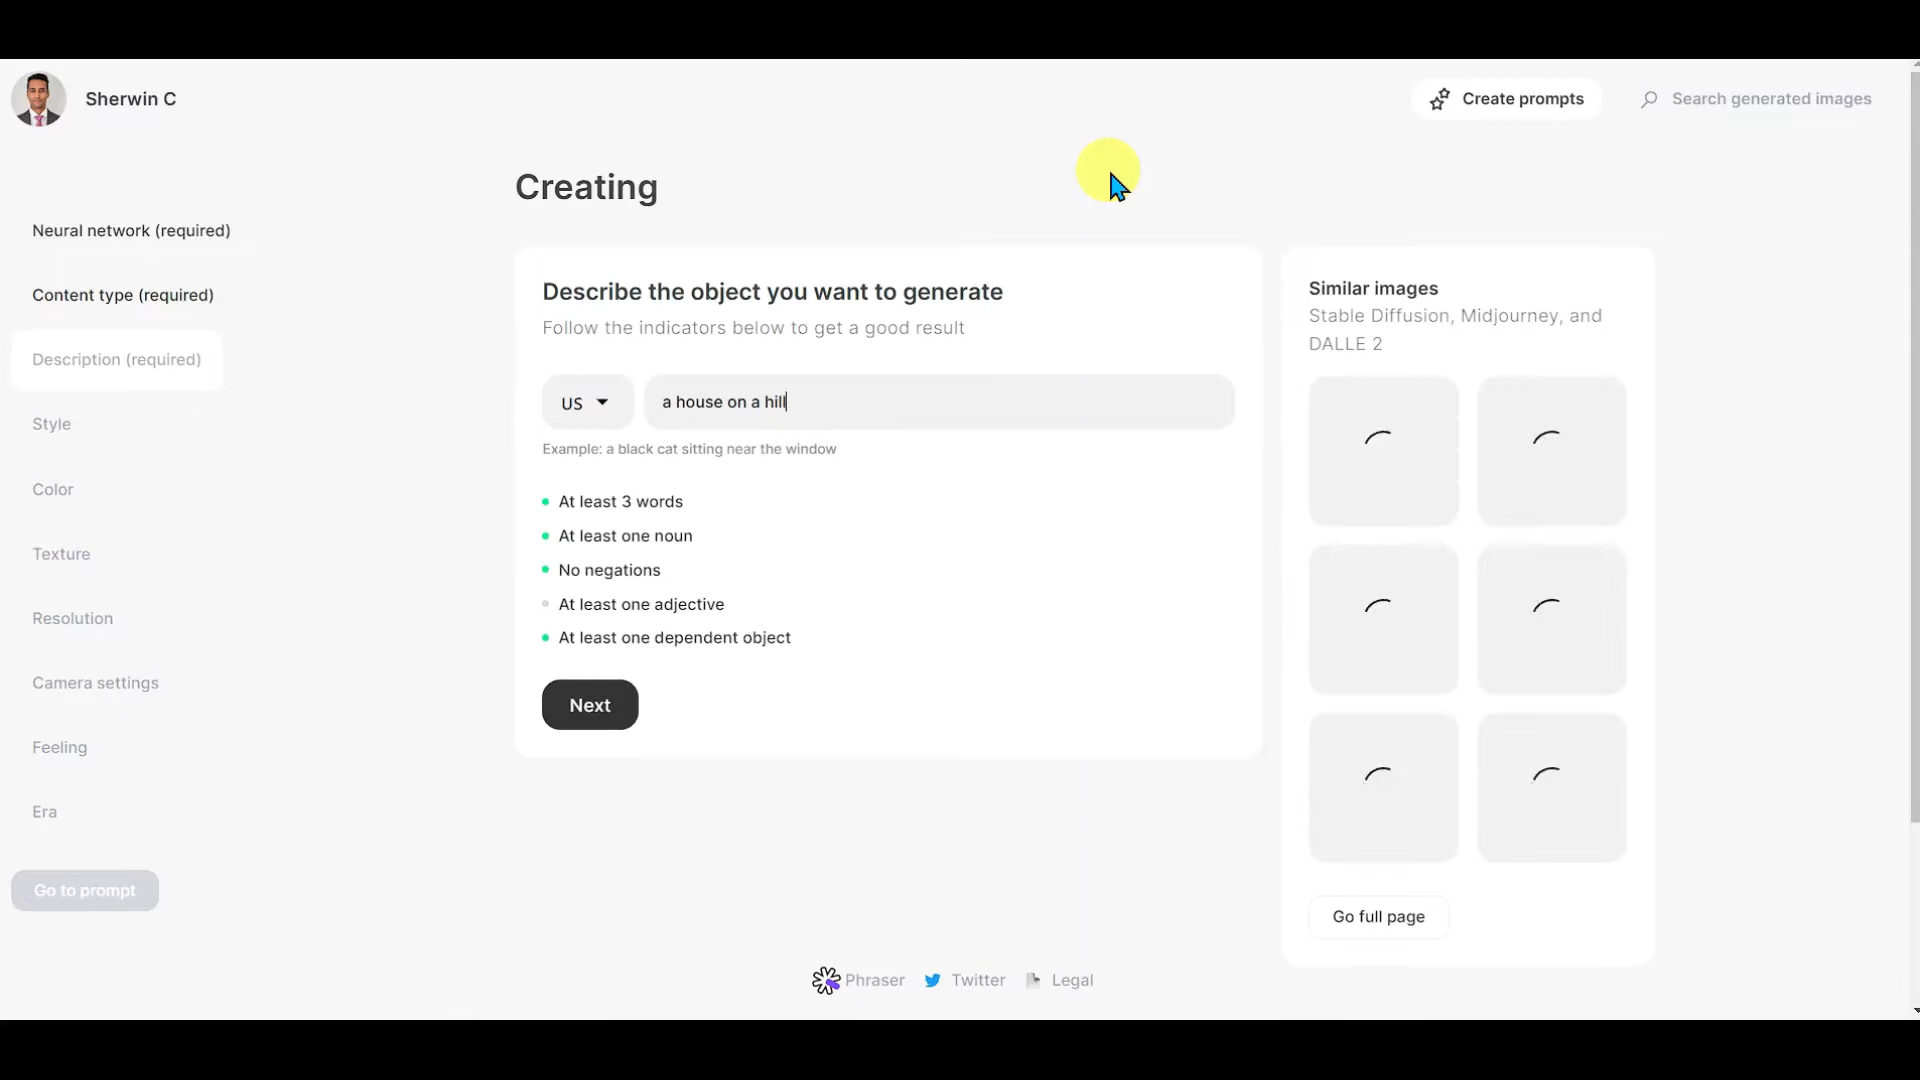 Sherwin C
Create prompts
Search generated images
Creating
Neural network (required)
Content type (required)
Description (required)
Style
Color
Texture
Resolution
Camera settings
Feeling
Era
Go to prompt
Describe the object you want to generate
Follow the indicators below to get a good result
US
a house on a hill
Example: a black cat sitting near the window
At least 3 words
At least one noun
No negations
At least one adjective
At least one dependent object
Next
Similar images
Stable Diffusion, Midjourney, and
DALLE 2
Go full page
Phraser
Twitter
Legal